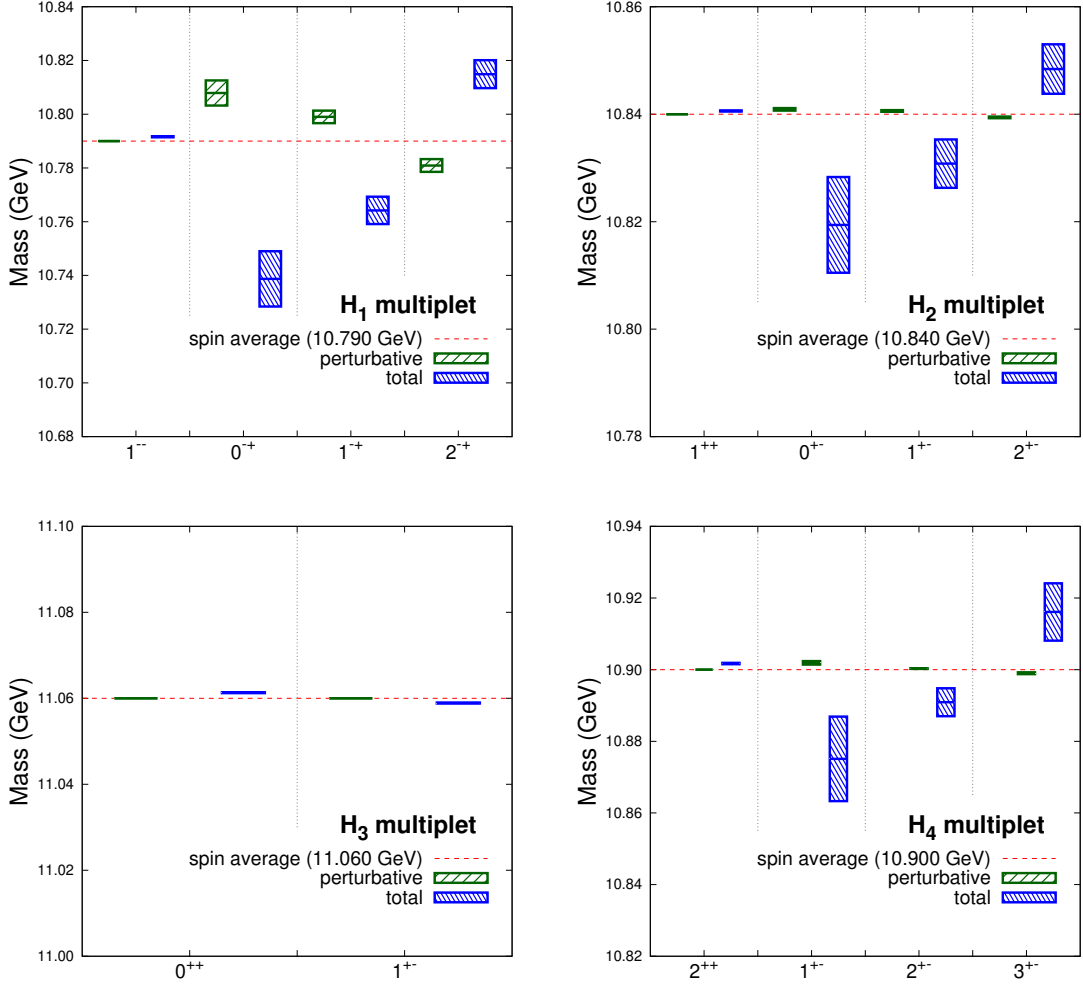 Mass (GeV)
10.84
10.82
10.80
10.78
10.76
10.74
10.72
10.70
10.68
H₁ multiplet
spin average (10.790 GeV)
perturbative
total
1⁻⁻ 0⁻⁺ 1⁻⁺ 2⁻⁺
Mass (GeV)
10.86
10.84
10.82
10.80
10.78
H₂ multiplet
spin average (10.840 GeV)
perturbative
total
1⁺⁺ 0⁺⁻ 1⁺⁻ 2⁺⁻
Mass (GeV)
11.10
11.08
11.06
11.04
11.02
11.00
H₃ multiplet
spin average (11.060 GeV)
perturbative
total
0⁺⁺ 1⁺⁻
Mass (GeV)
10.94
10.92
10.90
10.88
10.86
10.84
10.82
H₄ multiplet
spin average (10.900 GeV)
perturbative
total
2⁺⁺ 1⁺⁻ 2⁺⁻ 3⁺⁻